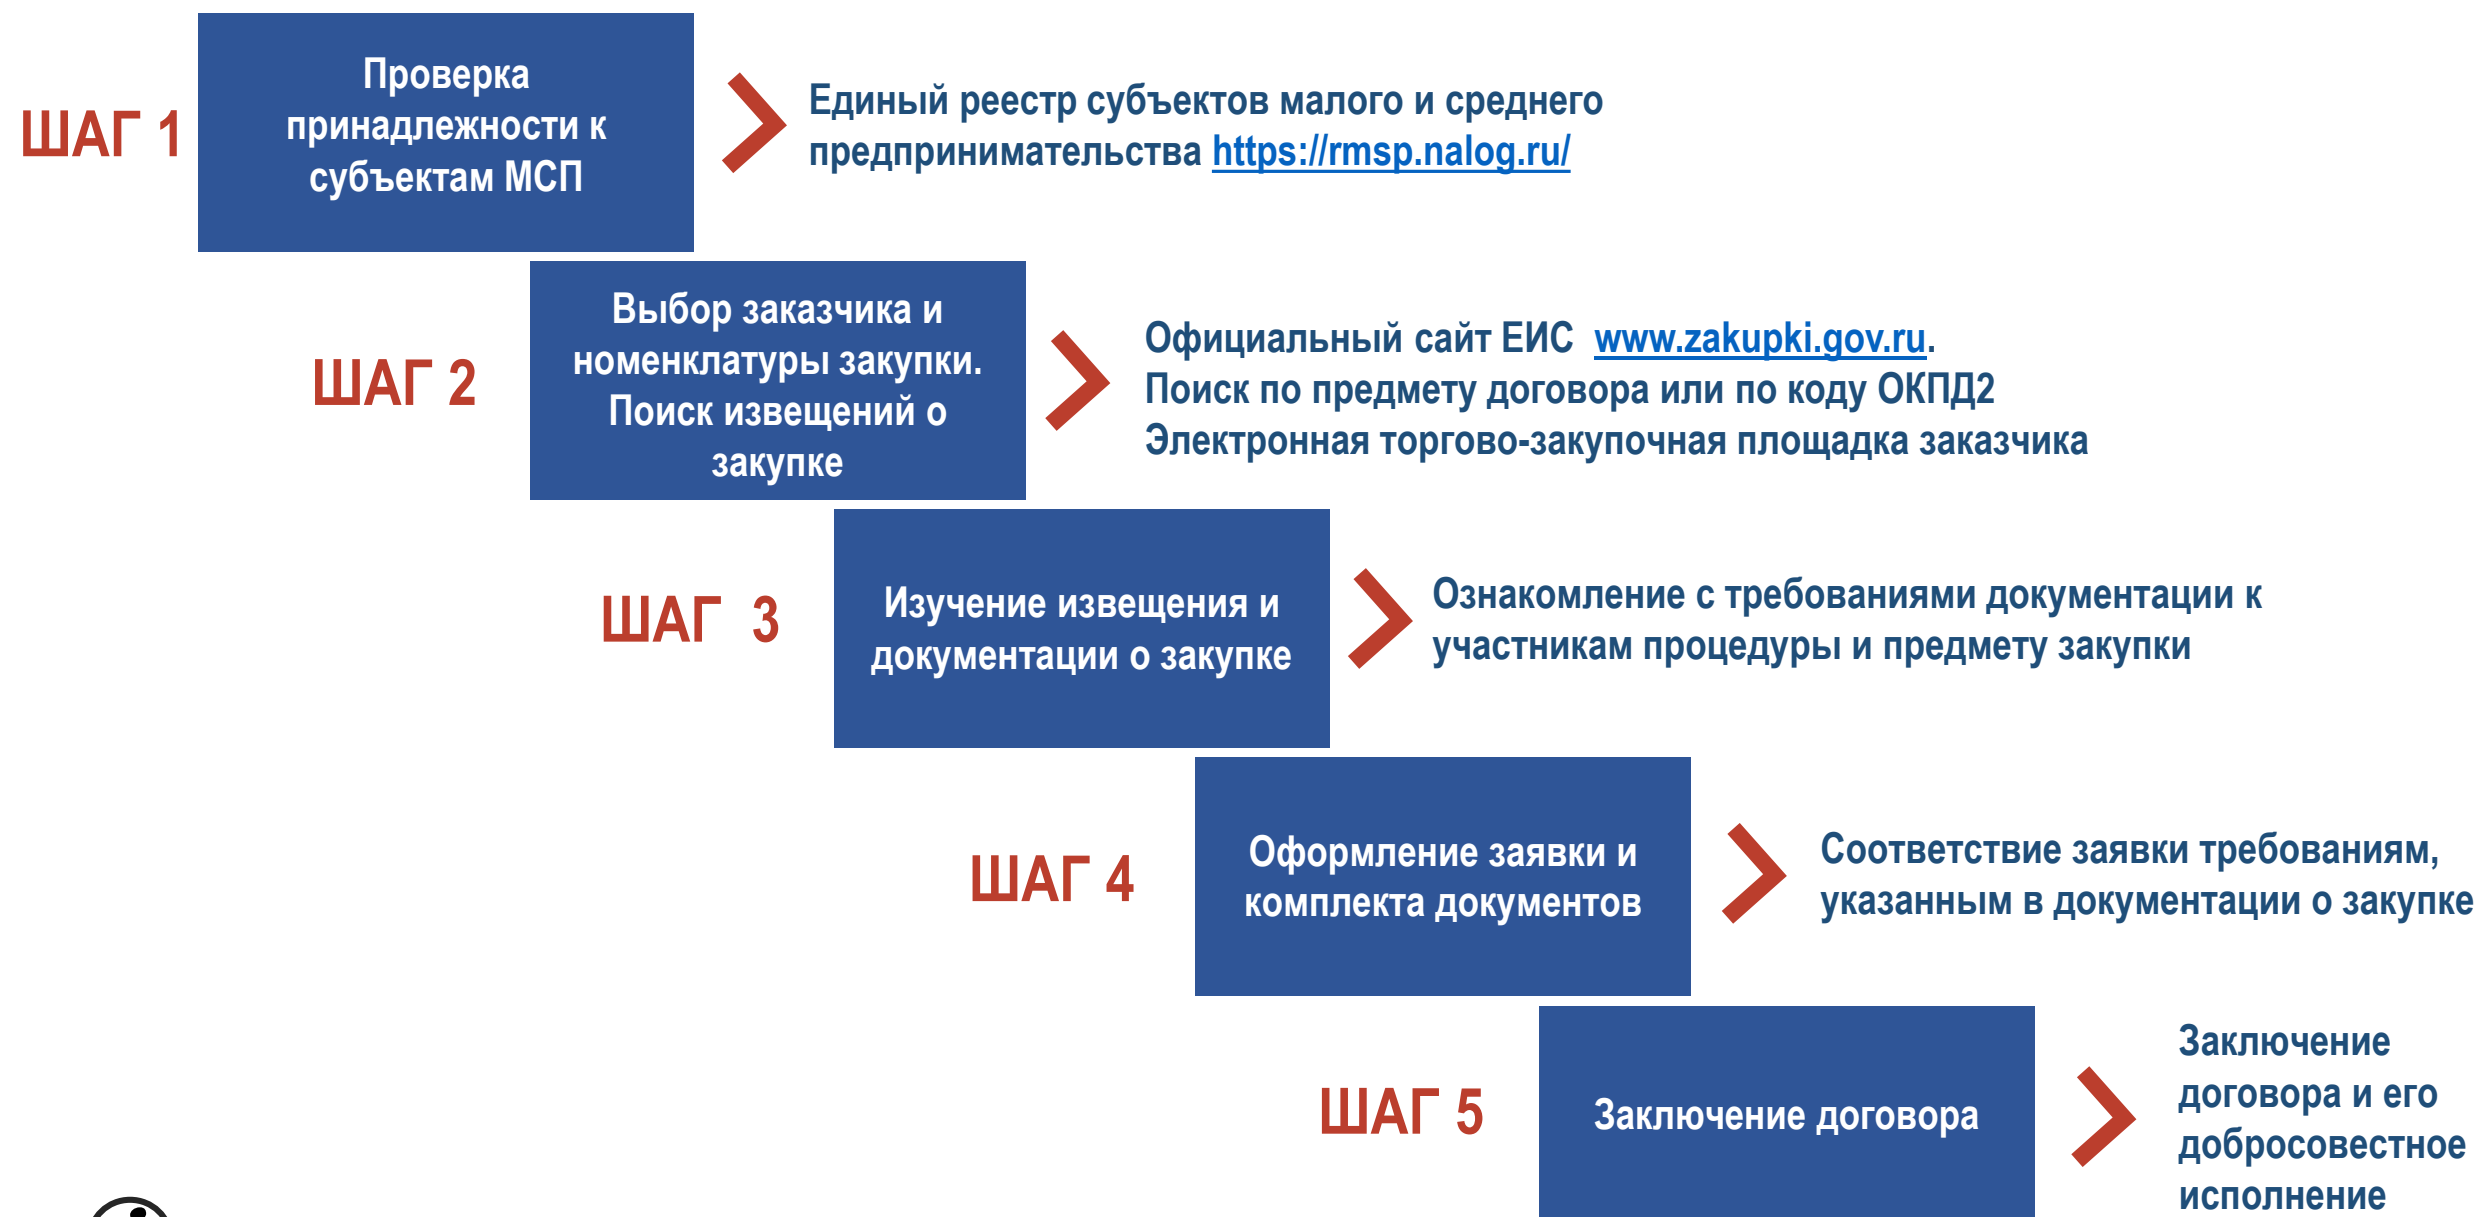 ШАГ 1
Проверка
принадлежности к
субъектам МСП
Единый реестр субъектов малого и среднего
предпринимательства https://rmsp.nalog.ru/
ШАГ 2
Выбор заказчика и
номенклатуры закупки.
Поиск извещений о
закупке
Официальный сайт ЕИС  www.zakupki.gov.ru.
Поиск по предмету договора или по коду ОКПД2
Электронная торгово-закупочная площадка заказчика
ШАГ  3
Изучение извещения и
документации о закупке
Ознакомление с требованиями документации к
участникам процедуры и предмету закупки
ШАГ 4
Оформление заявки и
комплекта документов
Соответствие заявки требованиям,
указанным в документации о закупке
ШАГ 5
Заключение договора
Заключение
договора и его
добросовестное
исполнение